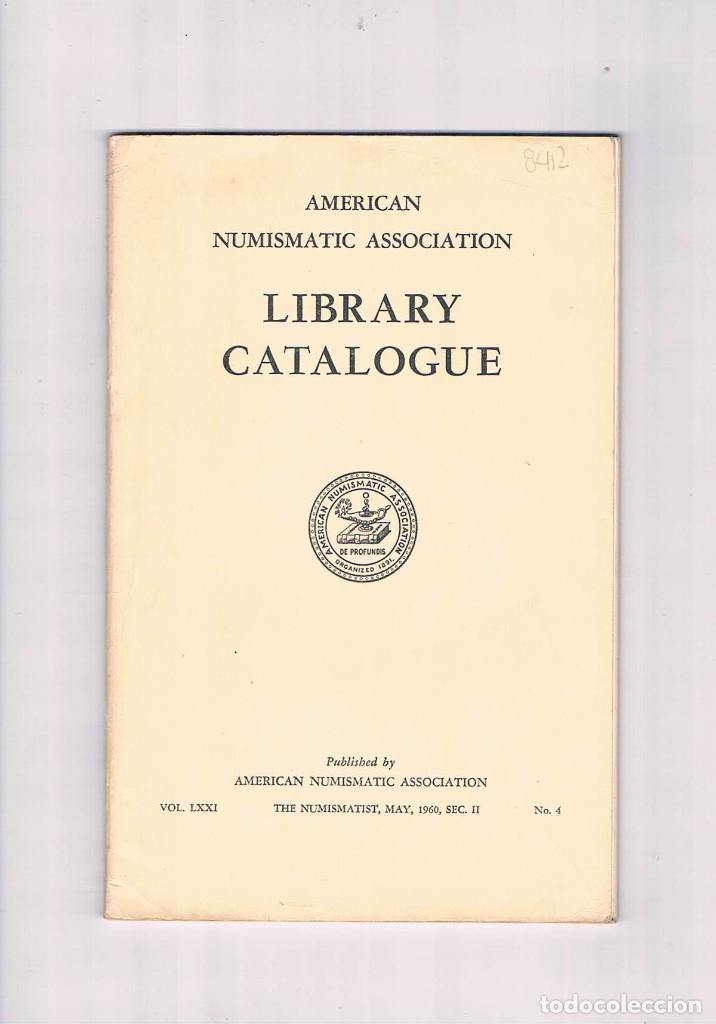 8412
AMERICAN
NUMISMATIC ASSOCIATION
LIBRARY
CATALOGUE
AMERICAN NUMISMATIC ASSOCIATION
DE PROFUNDIS
ORGANIZED 1891.
Published by
AMERICAN NUMISMATIC ASSOCIATION
VOL. LXXI THE NUMISMATIST, MAY, 1960, SEC. II No. 4
todocoleccion